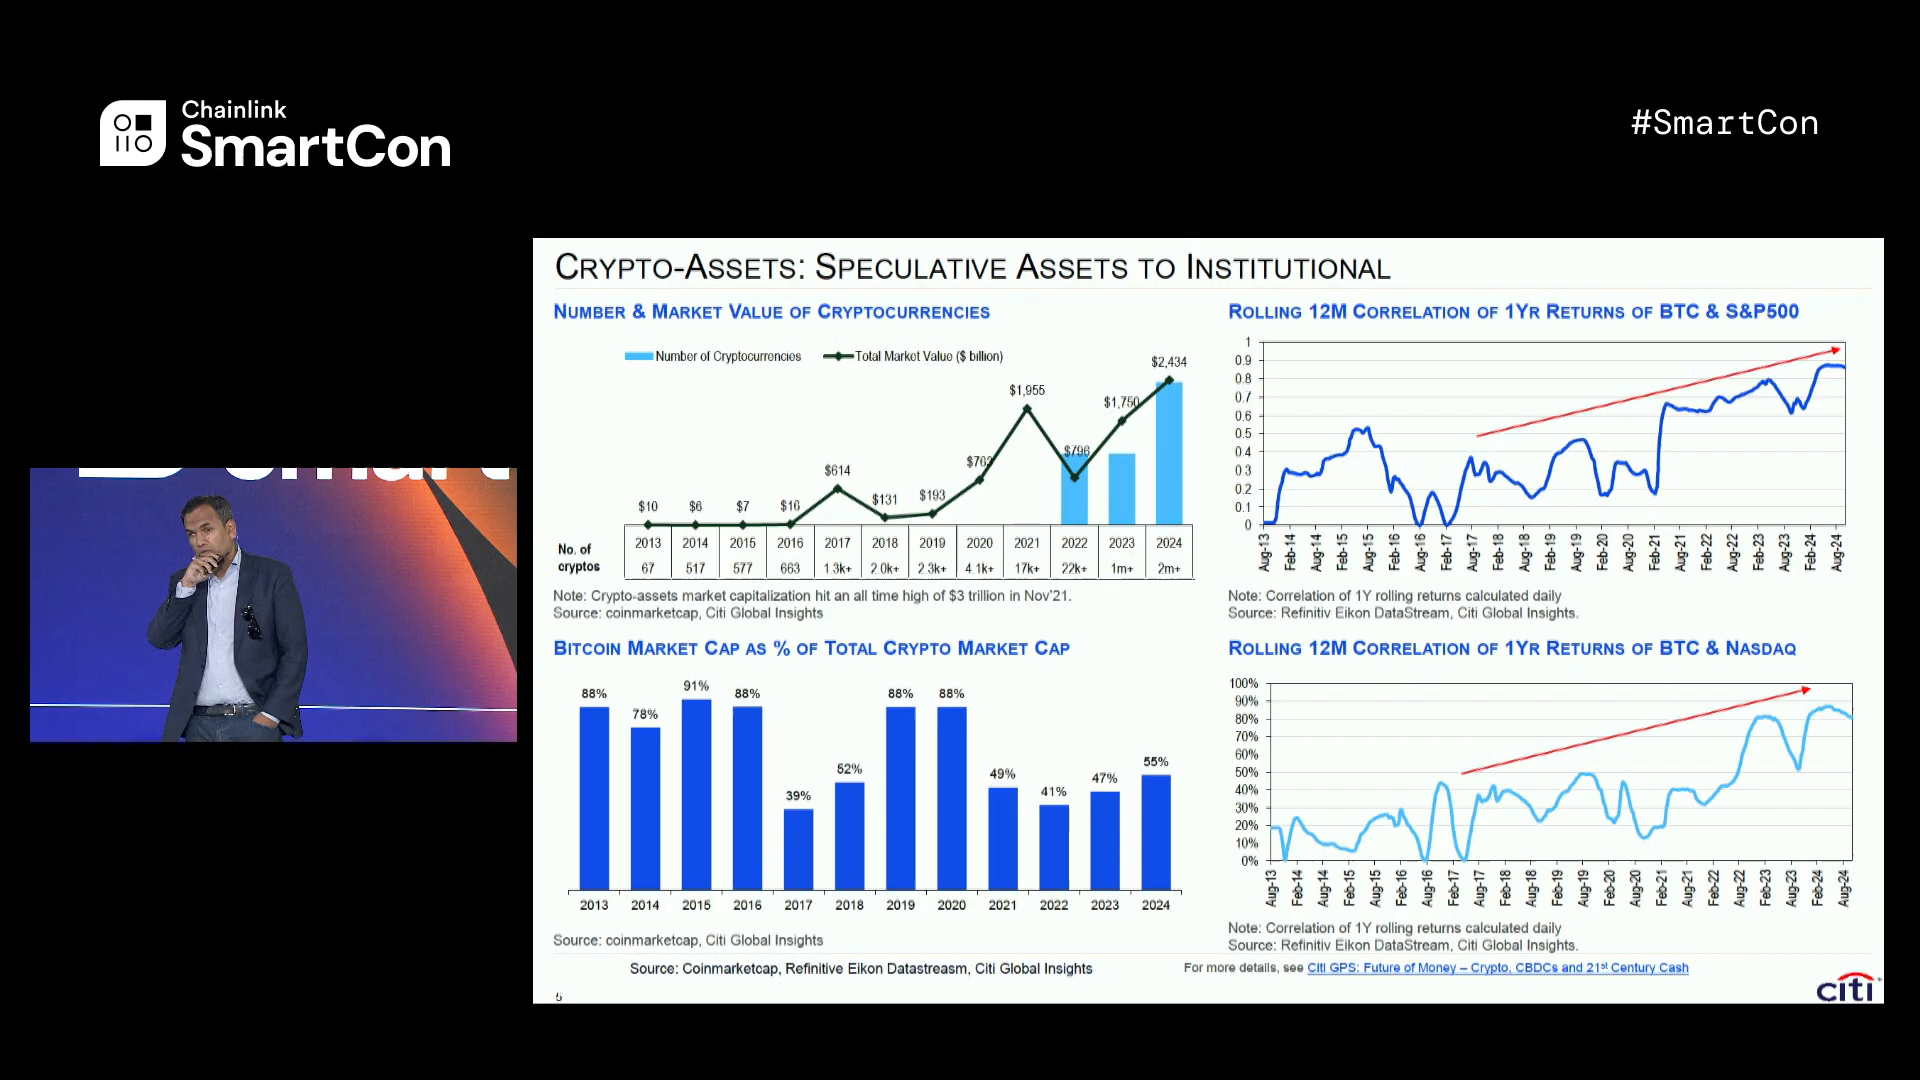 Chainlink
SmartCon
#SmartCon
CRYPTO-ASSETS: SPECULATIVE ASSETS TO INSTITUTIONAL
NUMBER & MARKET VALUE OF CRYPTOCURRENCIES
Number of Cryptocurrencies
Total Market Value ($ billion)
$10
$6
$7
$16
$614
$131
$193
$763
$1,955
$796
$1,750
$2,434
2013 2014 2015 2016 2017 2018 2019 2020 2021 2022 2023 2024
No. of
cryptos
67 517 577 663 1.3k+ 2.0k+ 2.3k+ 4.1k+ 17k+ 22k+ 1m+ 2m+
Note: Crypto-assets market capitalization hit an all time high of $3 trillion in Nov'21.
Source: coinmarketcap, Citi Global Insights
ROLLING 12M CORRELATION OF 1YR RETURNS OF BTC & S&P500
1
0.9
0.8
0.7
0.6
0.5
0.4
0.3
0.2
0.1
0
Aug-13 Feb-14 Aug-14 Feb-15 Aug-15 Feb-16 Aug-16 Feb-17 Aug-17 Feb-18 Aug-18 Feb-19 Aug-19 Feb-20 Aug-20 Feb-21 Aug-21 Feb-22 Aug-22 Feb-23 Aug-23 Feb-24 Aug-24
Note: Correlation of 1Y rolling returns calculated daily
Source: Refinitiv Eikon DataStream, Citi Global Insights.
BITCOIN MARKET CAP AS % OF TOTAL CRYPTO MARKET CAP
88%
78%
91%
88%
39%
52%
88%
88%
49%
41%
47%
55%
2013 2014 2015 2016 2017 2018 2019 2020 2021 2022 2023 2024
Source: coinmarketcap, Citi Global Insights
ROLLING 12M CORRELATION OF 1YR RETURNS OF BTC & NASDAQ
100%
90%
80%
70%
60%
50%
40%
30%
20%
10%
0%
Aug-13 Feb-14 Aug-14 Feb-15 Aug-15 Feb-16 Aug-16 Feb-17 Aug-17 Feb-18 Aug-18 Feb-19 Aug-19 Feb-20 Aug-20 Feb-21 Aug-21 Feb-22 Aug-22 Feb-23 Aug-23 Feb-24 Aug-24
Note: Correlation of 1Y rolling returns calculated daily
Source: Refinitiv Eikon DataStream, Citi Global Insights.
Source: Coinmarketcap, Refinitive Eikon Datastreasm, Citi Global Insights
For more details, see Citi GPS: Future of Money – Crypto, CBDCs and 21st Century Cash
citi